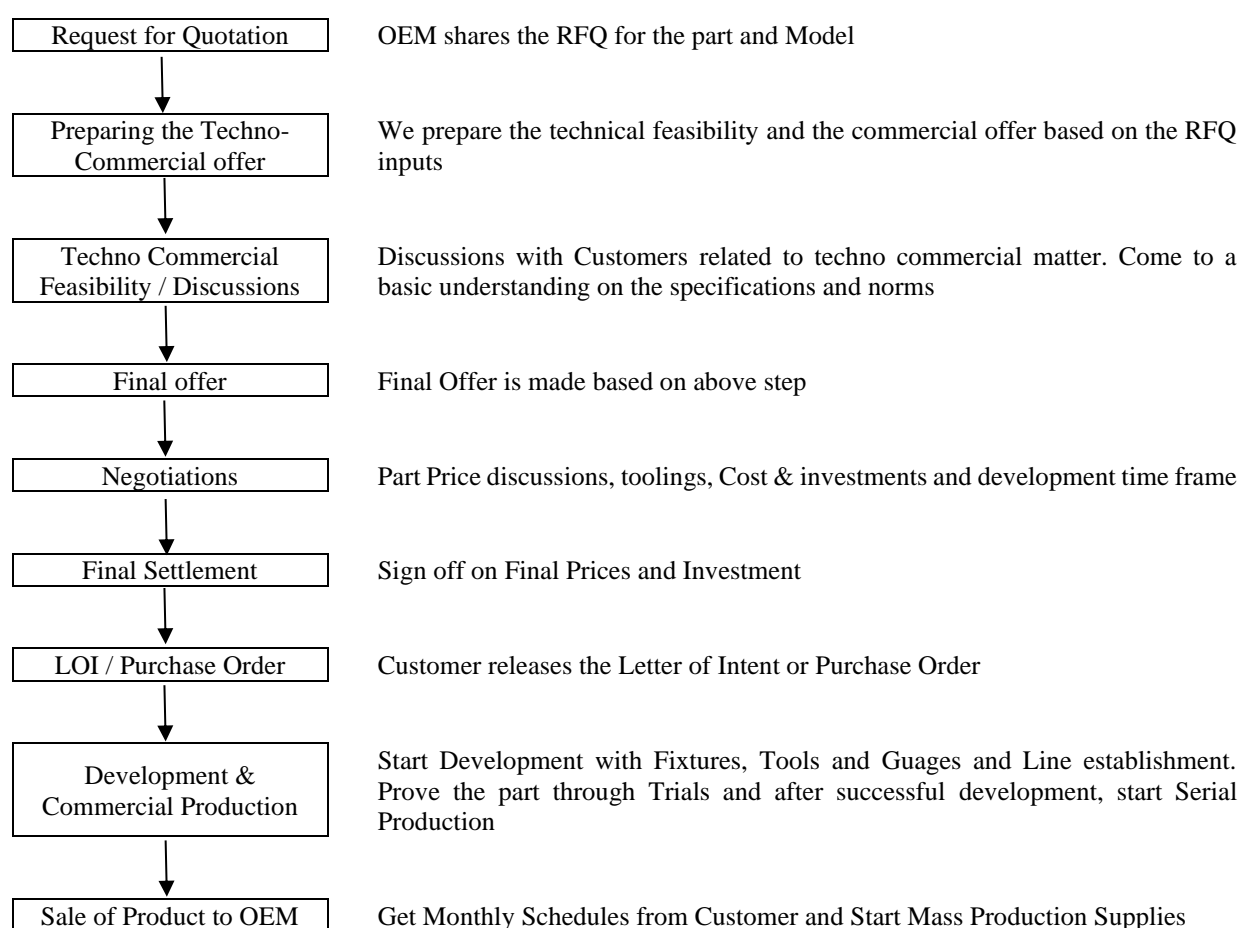 Request for Quotation
OEM shares the RFQ for the part and Model
Preparing the Techno-
Commercial offer
We prepare the technical feasibility and the commercial offer based on the RFQ
inputs
Techno Commercial
Feasibility / Discussions
Discussions with Customers related to techno commercial matter. Come to a
basic understanding on the specifications and norms
Final offer
Final Offer is made based on above step
Negotiations
Part Price discussions, toolings, Cost & investments and development time frame
Final Settlement
Sign off on Final Prices and Investment
LOI / Purchase Order
Customer releases the Letter of Intent or Purchase Order
Development &
Commercial Production
Start Development with Fixtures, Tools and Guages and Line establishment.
Prove the part through Trials and after successful development, start Serial
Production
Sale of Product to OEM
Get Monthly Schedules from Customer and Start Mass Production Supplies